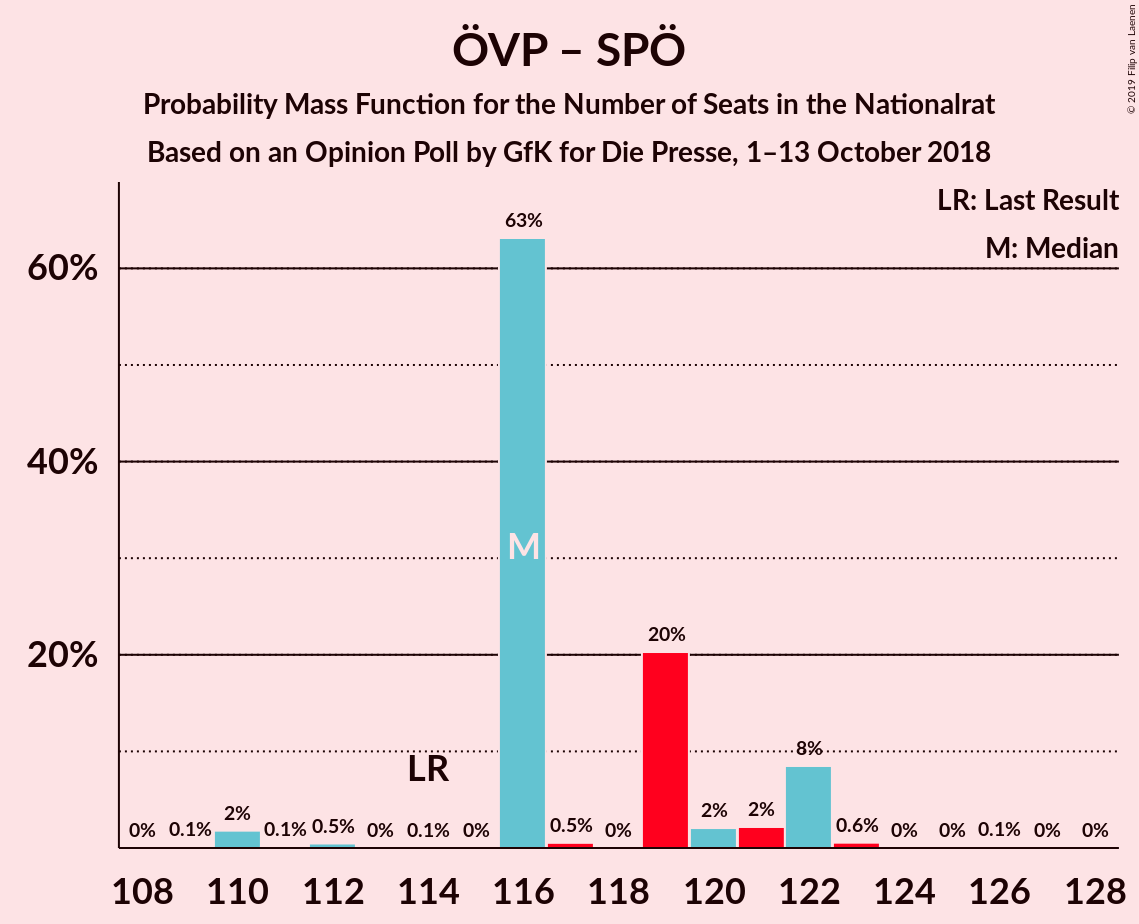 ÖVP – SPÖ
Probability Mass Function for the Number of Seats in the Nationalrat
Based on an Opinion Poll by GfK for Die Presse, 1–13 October 2018
© 2019 Filip van Laenen
LR: Last Result
M: Median
60%
40%
20%
63%
M
LR
20%
0% 0.1% 2% 0.1% 0.5% 0% 0.1% 0% 0.5% 0% 2% 2% 8% 0.6% 0% 0% 0.1% 0% 0%
108 110 112 114 116 118 120 122 124 126 128